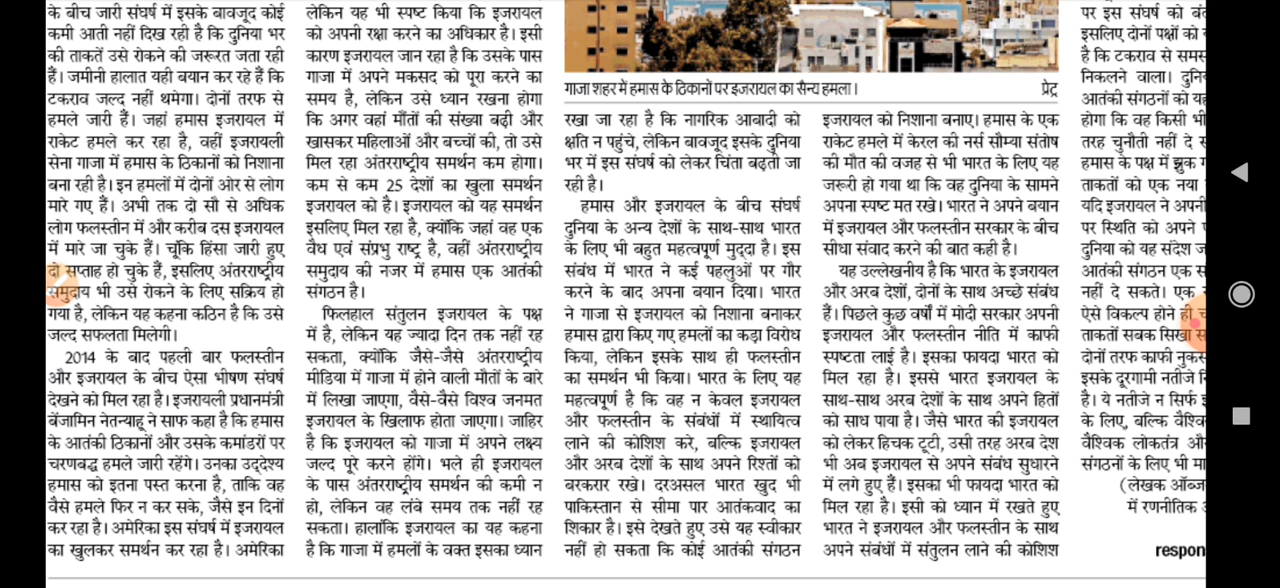 के बीच जारी संघर्ष में इसके बावजूद कोई
कमी आती नहीं दिख रही है कि दुनिया भर
की ताकतें उसे रोकने की जरूरत जता रही
हैं। जमीनी हालात यही बयान कर रहे हैं कि
टकराव जल्द नहीं थमेगा। दोनों तरफ से
हमले जारी हैं। जहां हमास इजरायल में
राकेट हमले कर रहा है, वहीं इजरायली
सेना गाजा में हमास के ठिकानों को निशाना
बना रही है। इन हमलों में दोनों ओर से लोग
मारे गए हैं। अभी तक दो सौ से अधिक
लोग फलस्तीन में और करीब दस इजरायल
में मारे जा चुके हैं। चूंकि हिंसा जारी हुए
दो सप्ताह हो चुके हैं, इसलिए अंतरराष्ट्रीय
समुदाय भी उसे रोकने के लिए सक्रिय हो
गया है, लेकिन यह कहना कठिन है कि उसे
जल्द सफलता मिलेगी।
2014 के बाद पहली बार फलस्तीन
और इजरायल के बीच ऐसा भीषण संघर्ष
देखने को मिल रहा है। इजरायली प्रधानमंत्री
बेंजामिन नेतन्याहू ने साफ कहा है कि हमास
के आतंकी ठिकानों और उसके कमांडरों पर
चरणबद्ध हमले जारी रहेंगे। उनका उद्देश्य
हमास को इतना पस्त करना है, ताकि वह
वैसे हमले फिर न कर सके, जैसे इन दिनों
कर रहा है। अमेरिका इस संघर्ष में इजरायल
का खुलकर समर्थन कर रहा है। अमेरिका
लेकिन यह भी स्पष्ट किया कि इजरायल
को अपनी रक्षा करने का अधिकार है। इसी
कारण इजरायल जान रहा है कि उसके पास
गाजा में अपने मकसद को पूरा करने का
समय है, लेकिन उसे ध्यान रखना होगा
कि अगर वहां मौतों की संख्या बढ़ी और
खासकर महिलाओं और बच्चों की, तो उसे
मिल रहा अंतरराष्ट्रीय समर्थन कम होगा।
कम से कम 25 देशों का खुला समर्थन
इजरायल को है। इजरायल को यह समर्थन
इसलिए मिल रहा है, क्योंकि जहां वह एक
वैध एवं संप्रभु राष्ट्र है, वहीं अंतरराष्ट्रीय
समुदाय की नजर में हमास एक आतंकी
संगठन है।
फिलहाल संतुलन इजरायल के पक्ष
में है, लेकिन यह ज्यादा दिन तक नहीं रह
सकता, क्योंकि जैसे-जैसे अंतरराष्ट्रीय
मीडिया में गाजा में होने वाली मौतों के बारे
में लिखा जाएगा, वैसे-वैसे विश्व जनमत
इजरायल के खिलाफ होता जाएगा। जाहिर
है कि इजरायल को गाजा में अपने लक्ष्य
जल्द पूरे करने होंगे। भले ही इजरायल
के पास अंतरराष्ट्रीय समर्थन की कमी न
हो, लेकिन वह लंबे समय तक नहीं रह
सकता। हालांकि इजरायल का यह कहना
है कि गाजा में हमलों के वक्त इसका ध्यान
गाजा शहर में हमास के ठिकानों पर इजरायल का सैन्य हमला। प्रेट्र
रखा जा रहा है कि नागरिक आबादी को
क्षति न पहुंचे, लेकिन बावजूद इसके दुनिया
भर में इस संघर्ष को लेकर चिंता बढ़ती जा
रही है।
हमास और इजरायल के बीच संघर्ष
दुनिया के अन्य देशों के साथ-साथ भारत
के लिए भी बहुत महत्वपूर्ण मुद्दा है। इस
संबंध में भारत ने कई पहलुओं पर गौर
करने के बाद अपना बयान दिया। भारत
ने गाजा से इजरायल को निशाना बनाकर
हमास द्वारा किए गए हमलों का कड़ा विरोध
किया, लेकिन इसके साथ ही फलस्तीन
का समर्थन भी किया। भारत के लिए यह
महत्वपूर्ण है कि वह न केवल इजरायल
और फलस्तीन के संबंधों में स्थायित्व
लाने की कोशिश करे, बल्कि इजरायल
और अरब देशों के साथ अपने रिश्तों को
बरकरार रखे। दरअसल भारत खुद भी
पाकिस्तान से सीमा पार आतंकवाद का
शिकार है। इसे देखते हुए उसे यह स्वीकार
नहीं हो सकता कि कोई आतंकी संगठन
इजरायल को निशाना बनाए। हमास के एक
राकेट हमले में केरल की नर्स सौम्या संतोष
की मौत की वजह से भी भारत के लिए यह
जरूरी हो गया था कि वह दुनिया के सामने
अपना स्पष्ट मत रखे। भारत ने अपने बयान
में इजरायल और फलस्तीन सरकार के बीच
सीधा संवाद करने की बात कही है।
यह उल्लेखनीय है कि भारत के इजरायल
और अरब देशों, दोनों के साथ अच्छे संबंध
हैं। पिछले कुछ वर्षों में मोदी सरकार अपनी
इजरायल और फलस्तीन नीति में काफी
स्पष्टता लाई है। इसका फायदा भारत को
मिल रहा है। इससे भारत इजरायल के
साथ-साथ अरब देशों के साथ अपने हितों
को साध पाया है। जैसे भारत की इजरायल
को लेकर हिचक टूटी, उसी तरह अरब देश
भी अब इजरायल से अपने संबंध सुधारने
में लगे हुए हैं। इसका भी फायदा भारत को
मिल रहा है। इसी को ध्यान में रखते हुए
भारत ने इजरायल और फलस्तीन के साथ
अपने संबंधों में संतुलन लाने की कोशिश
पर इस संघर्ष को
इसलिए दोनों पक्षों को
है कि टकराव से
निकलने वाला।
आतंकी संगठनों को
होगा कि वह किसी भी
तरह चुनौती नहीं दे
हमास के पक्ष में झुक
ताकतों को एक नया
यदि इजरायल ने अपनी
पर स्थिति को अपने
दुनिया को यह संदेश
आतंकी संगठन एक
नहीं दे सकते। एक
ऐसे विकल्प होने ही
ताकतों सबक सिखा
दोनों तरफ काफी
इसके दूरगामी नतीजे
है। ये नतीजे न सिर्फ
के लिए, बल्कि
वैश्विक लोकतंत्र
संगठनों के लिए भी
(लेखक
में रणनीतिक
respon